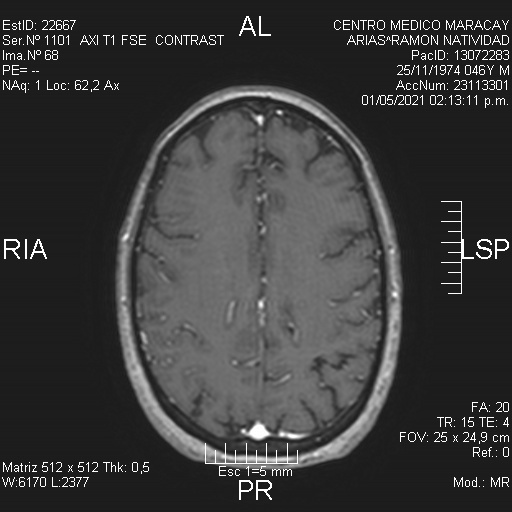 EstID: 22667
Ser.Nº 1101 AXI T1 FSE CONTRAST
Ima.Nº 68
PE= --
NAq: 1 Loc: 62,2 Ax
AL
CENTRO MEDICO MARACAY
ARIAS^RAMON NATIVIDAD
PacID: 13072283
25/11/1974 046Y M
AccNum: 23113301
01/05/2021 02:13:11 p.m.
RIA
LSP
FA: 20
TR: 15 TE: 4
FOV: 25 x 24,9 cm
Ref.: 0
Matriz 512 x 512 Thk: 0,5
W:6170 L:2377
Esc 1=5 mm
PR
Mod.: MR